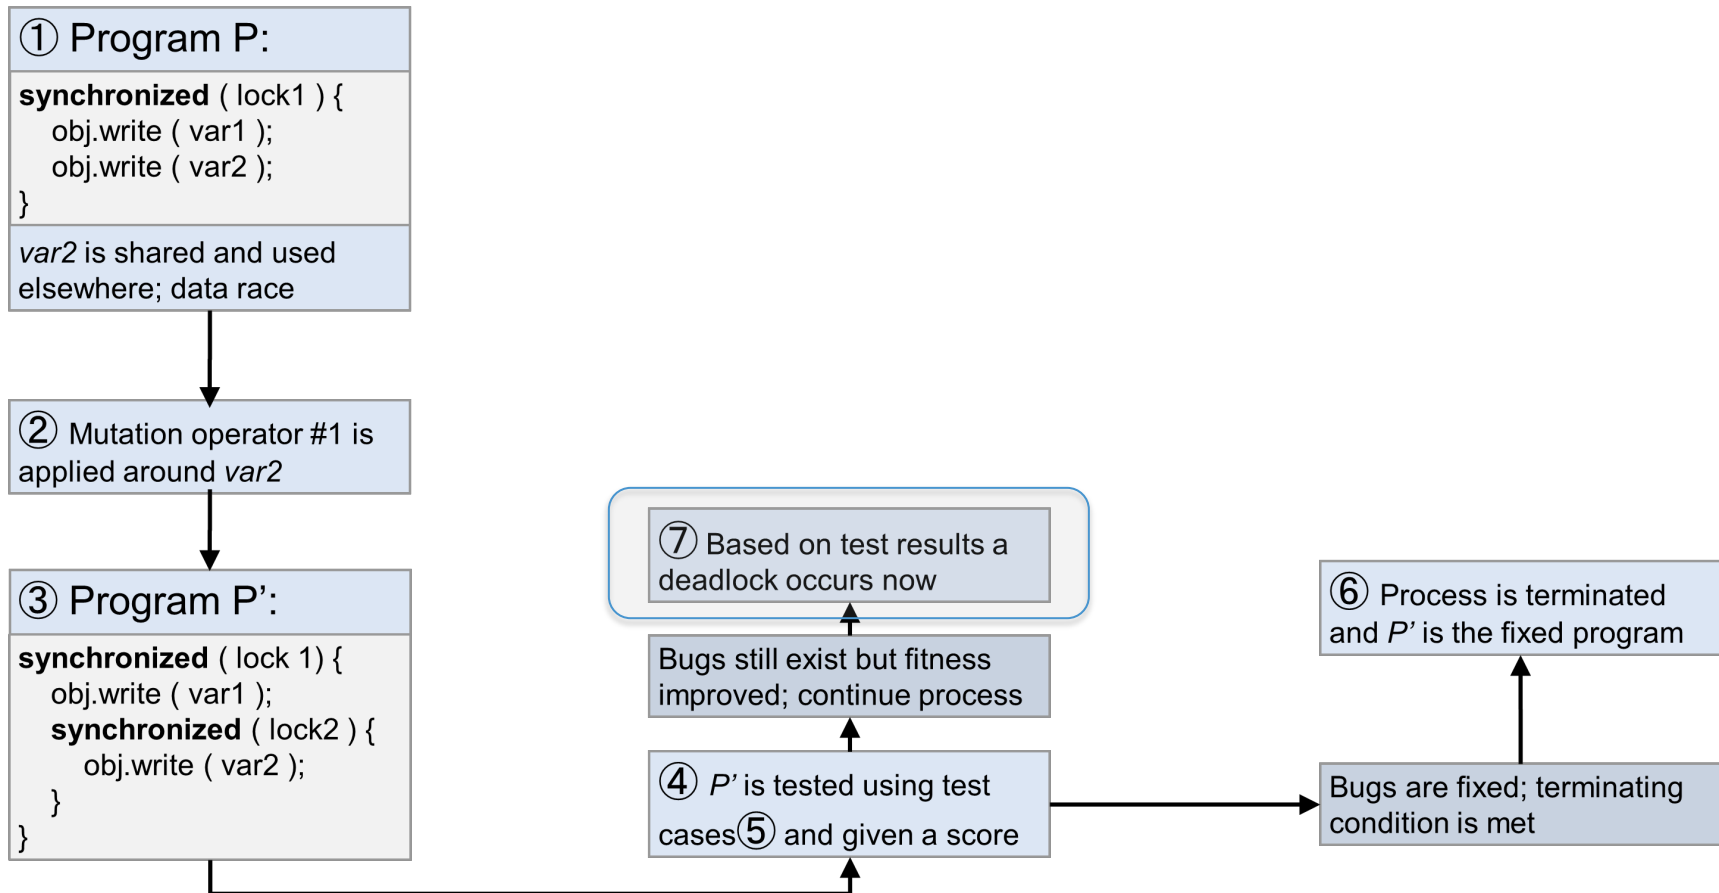 ① Program P:
synchronized ( lock1 ) {
obj.write ( var1 );
obj.write ( var2 );
}
var2 is shared and used
elsewhere; data race
② Mutation operator #1 is
applied around var2
③ Program P’:
synchronized ( lock 1) {
obj.write ( var1 );
synchronized ( lock2 ) {
obj.write ( var2 );
}
}
⑦ Based on test results a
deadlock occurs now
Bugs still exist but fitness
improved; continue process
④ P’ is tested using test
cases⑤ and given a score
⑥ Process is terminated
and P’ is the fixed program
Bugs are fixed; terminating
condition is met